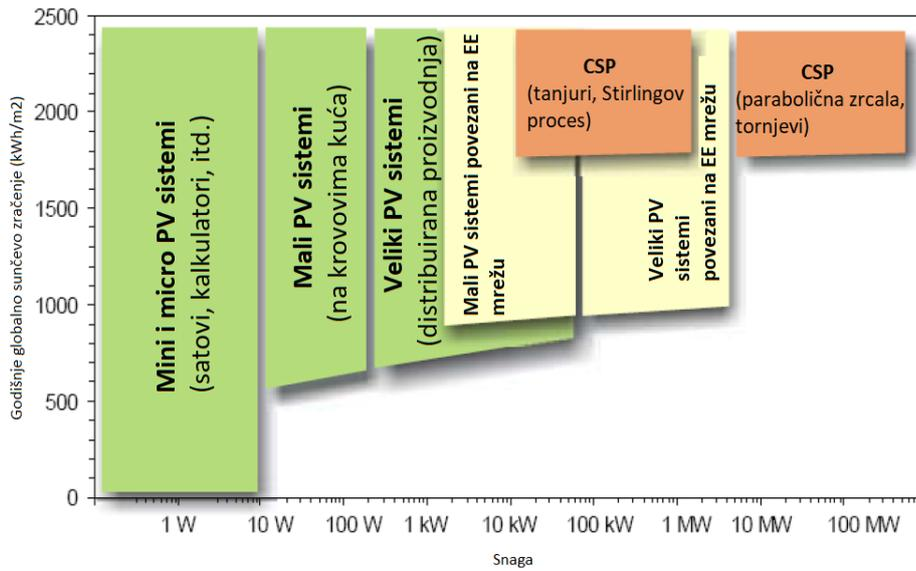 2500
2000
1500
1000
500
0
Godišnje globalno sunčevo zračenje (kWh/m2)
Mini i micro PV sistemi
(satovi, kalkulatori, itd.)
Mali PV sistemi
(na krovovima kuća)
Veliki PV sistemi
(distribuirana proizvodnja)
Mali PV sistemi povezani na EE
mrežu
CSP
(tanjuri, Stirlingov
proces)
Veliki PV
sistemi
povezani na EE mrežu
CSP
(parabolična zrcala,
tornjevi)
1 W 10 W 100 W 1 kW 10 kW 100 kW 1 MW 10 MW 100 MW
Snaga